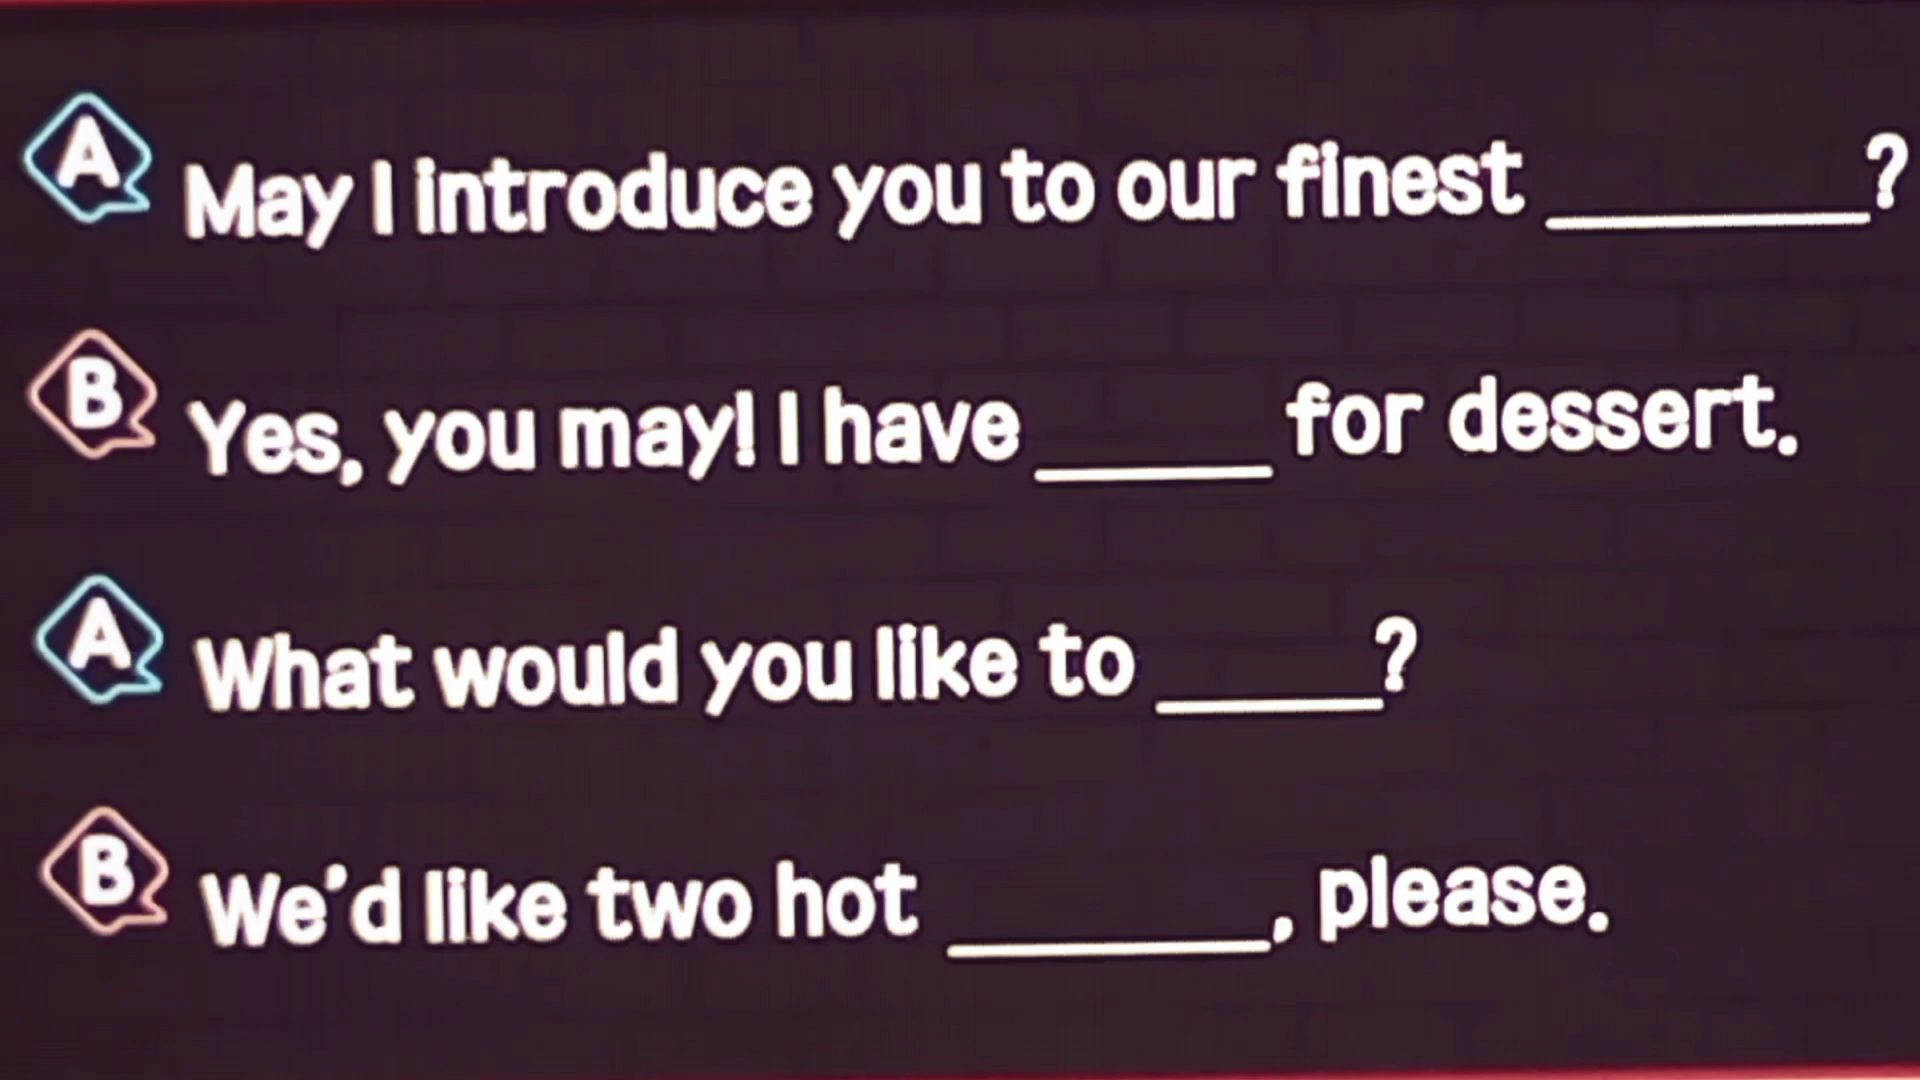 A May I introduce you to our finest ________?
B Yes, you may! I have ______ for dessert.
A What would you like to ______?
B We'd like two hot ________, please.